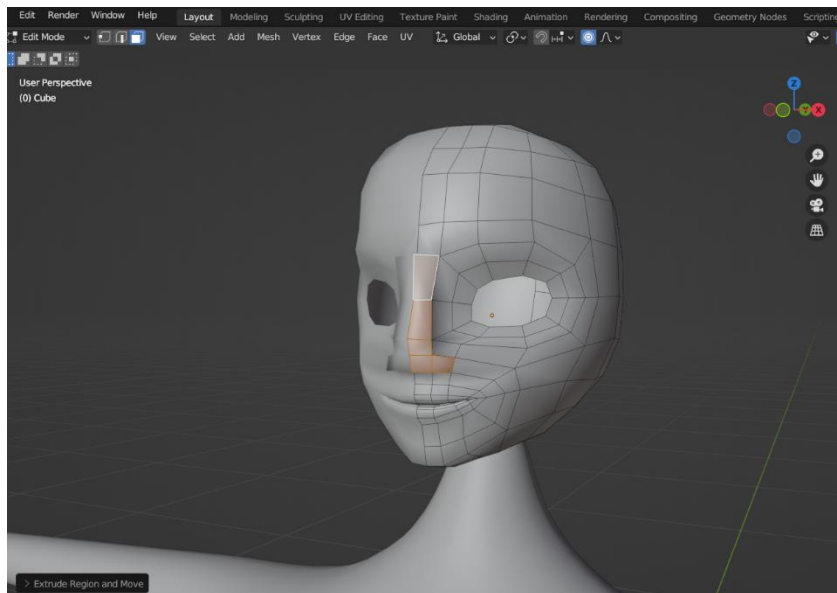 Edit Render Window Help Layout Modeling Sculpting UV Editing Texture Paint Shading Animation Rendering Compositing Geometry Nodes Scripting
Edit Mode View Select Add Mesh Vertex Edge Face UV Global
User Perspective
(0) Cube
Z
Y X
Extrude Region and Move